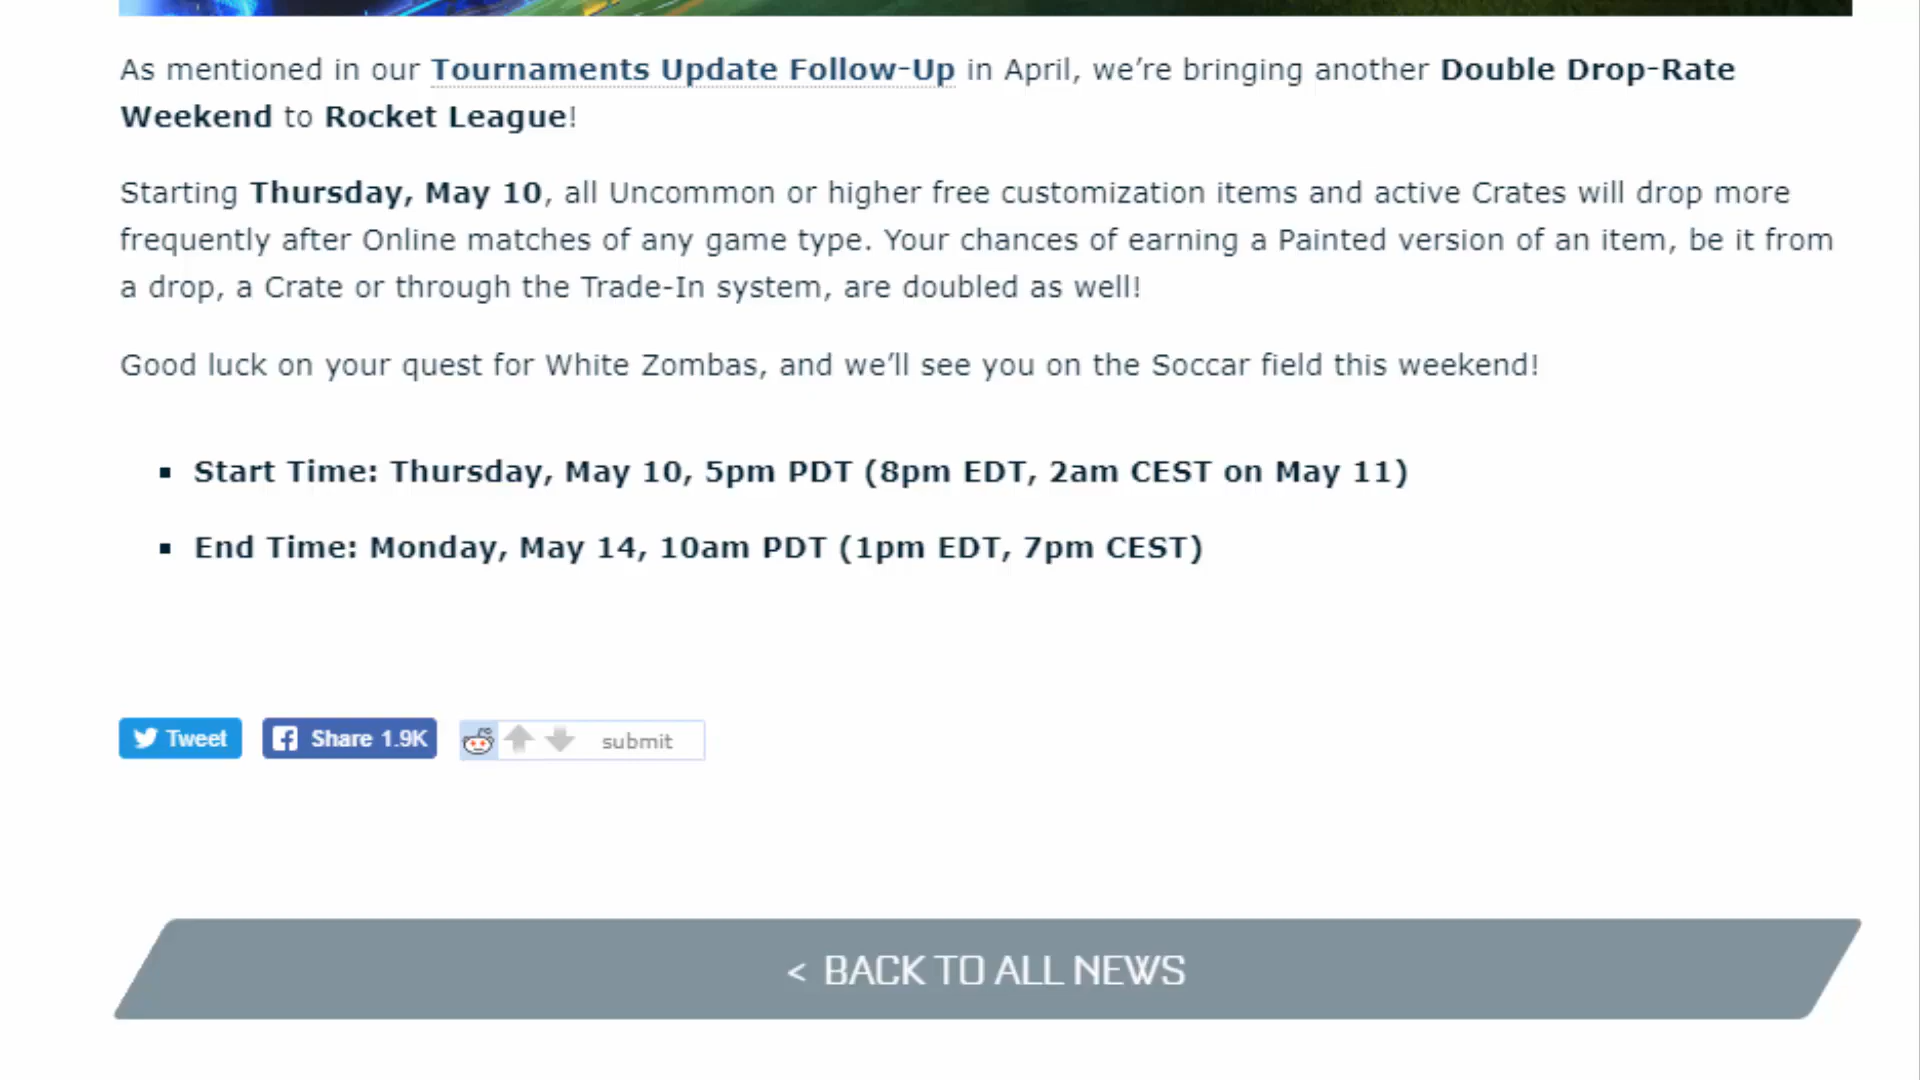 As mentioned in our Tournaments Update Follow-Up in April, we’re bringing another Double Drop-Rate
Weekend to Rocket League!
Starting Thursday, May 10, all Uncommon or higher free customization items and active Crates will drop more
frequently after Online matches of any game type. Your chances of earning a Painted version of an item, be it from
a drop, a Crate or through the Trade-In system, are doubled as well!
Good luck on your quest for White Zombas, and we’ll see you on the Soccar field this weekend!
▪ Start Time: Thursday, May 10, 5pm PDT (8pm EDT, 2am CEST on May 11)
▪ End Time: Monday, May 14, 10am PDT (1pm EDT, 7pm CEST)
Tweet Share 1.9K submit
< BACK TO ALL NEWS